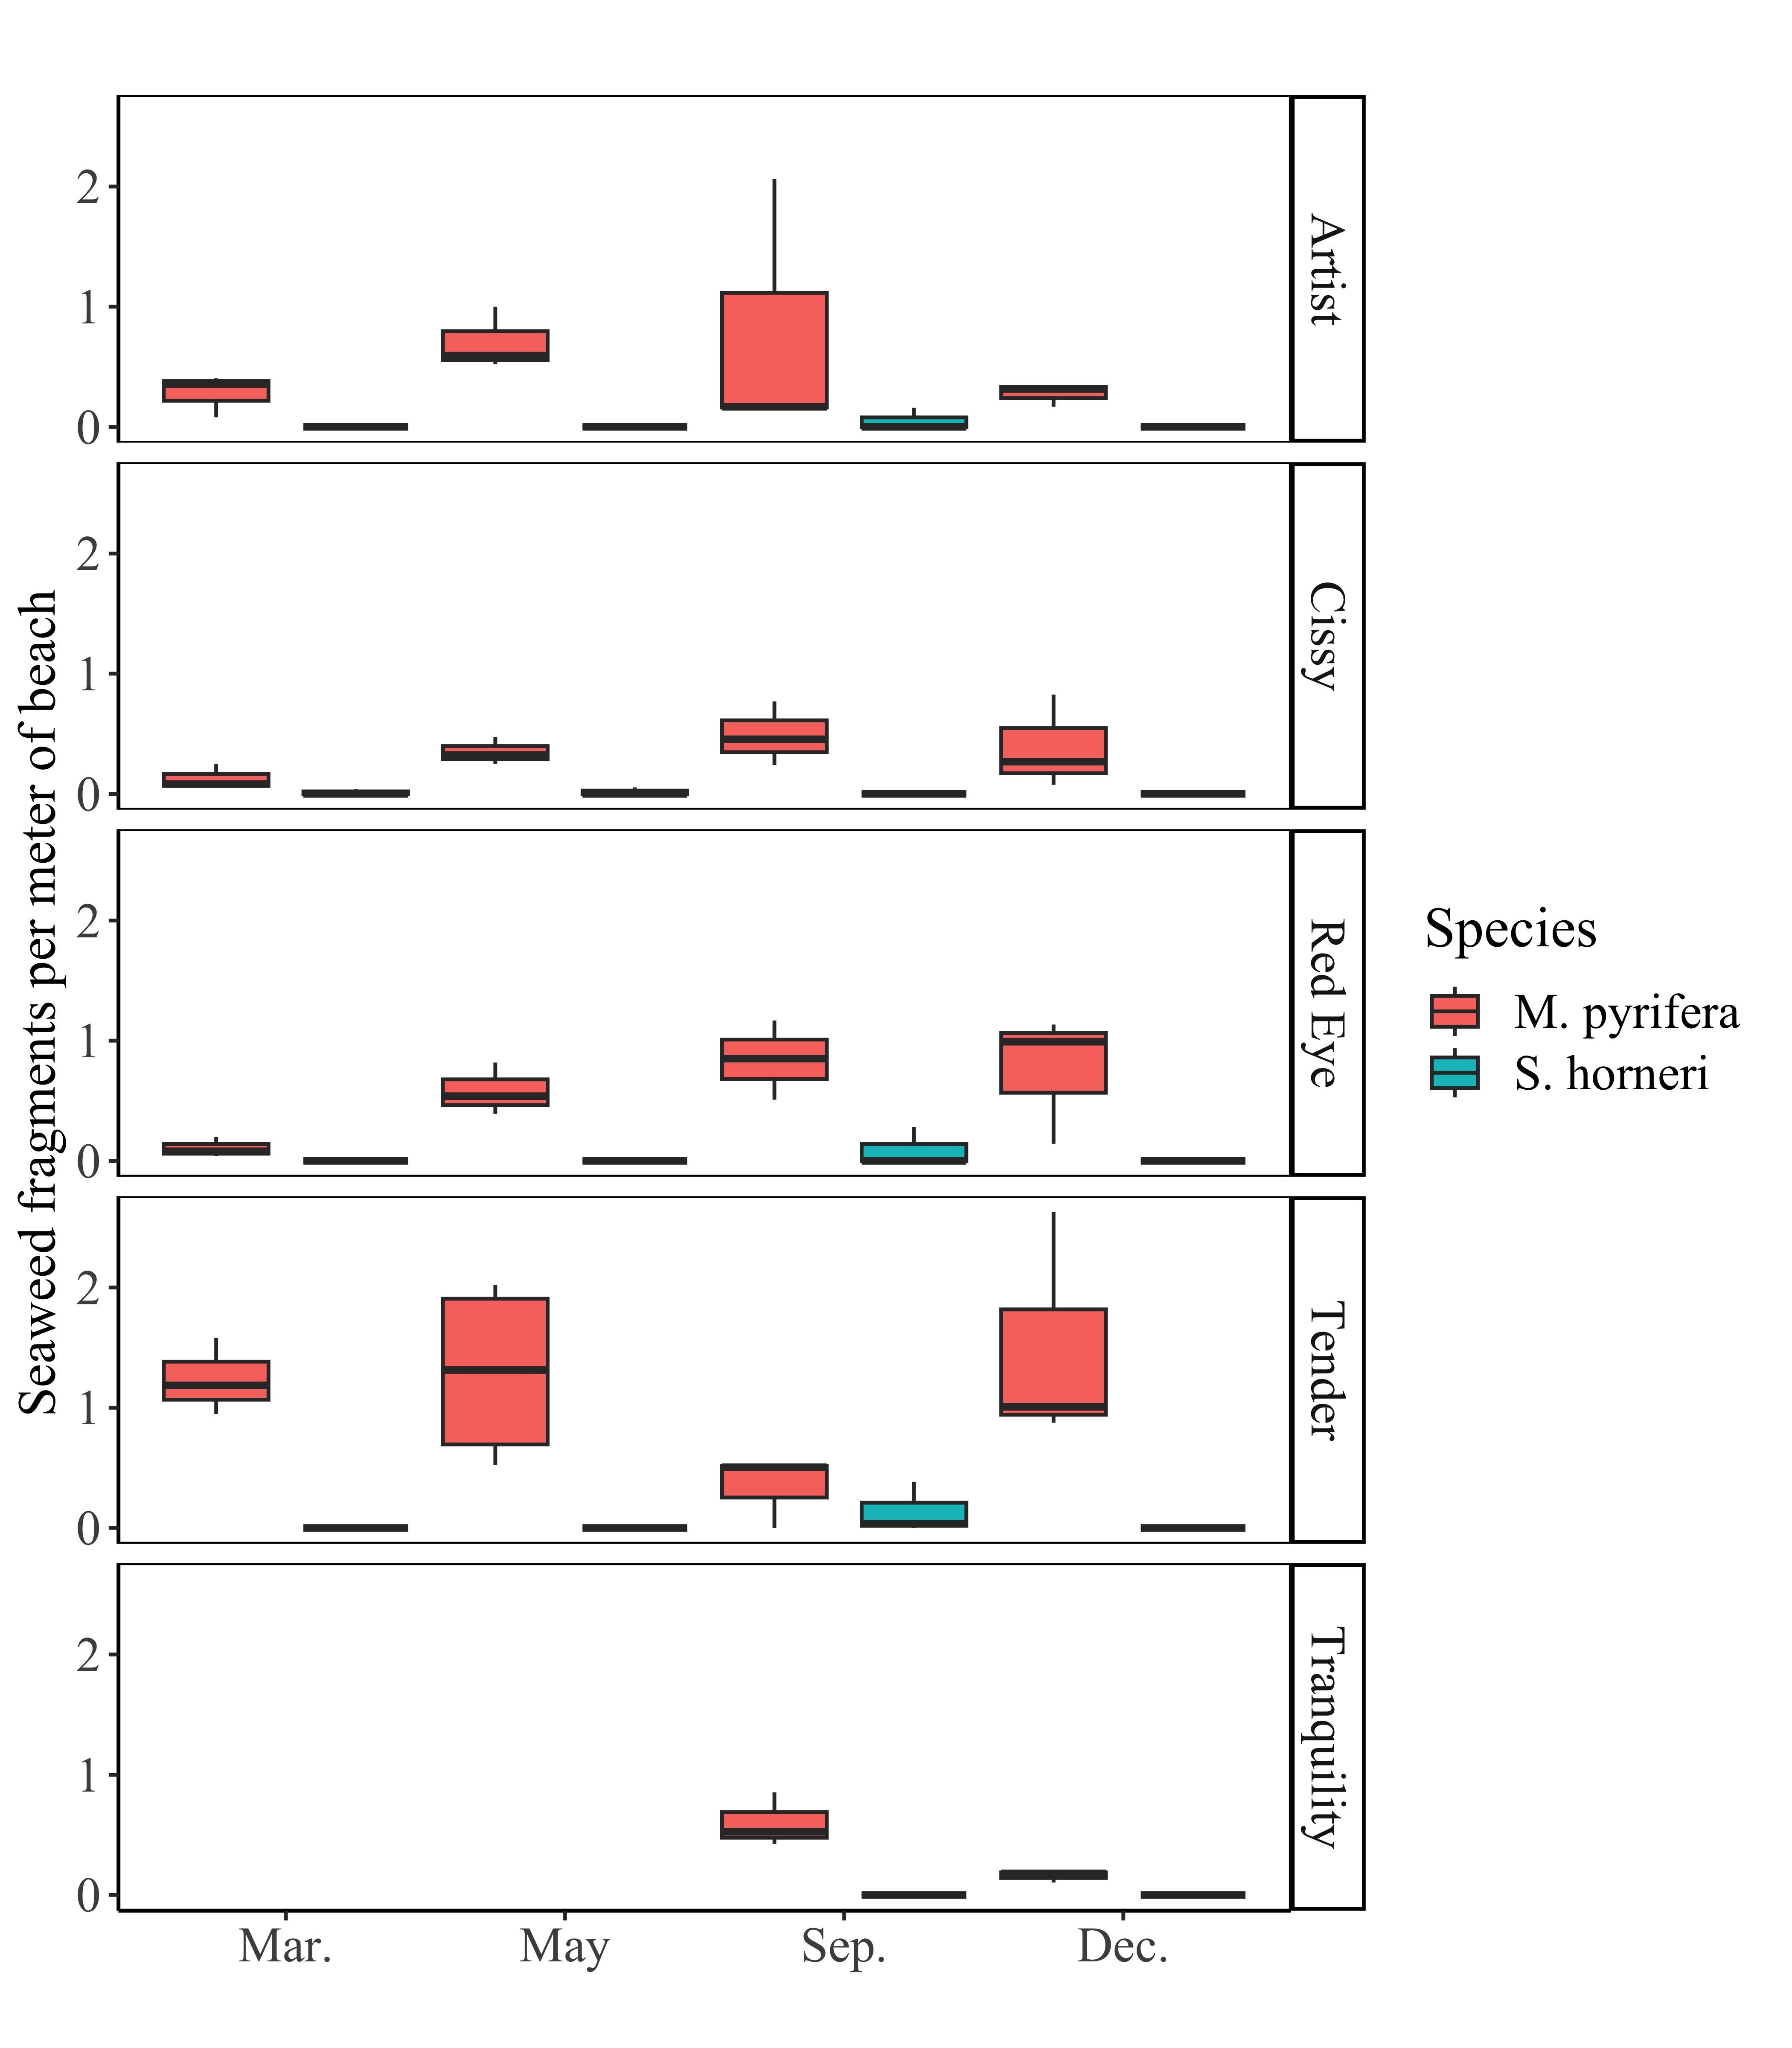 Seaweed fragments per meter of beach
2
1
0
Artist
2
1
0
Cissy
2
1
0
Red Eye
2
1
0
Tender
2
1
0
Tranquility
Mar. May Sep. Dec.
Species
M. pyrifera
S. horneri